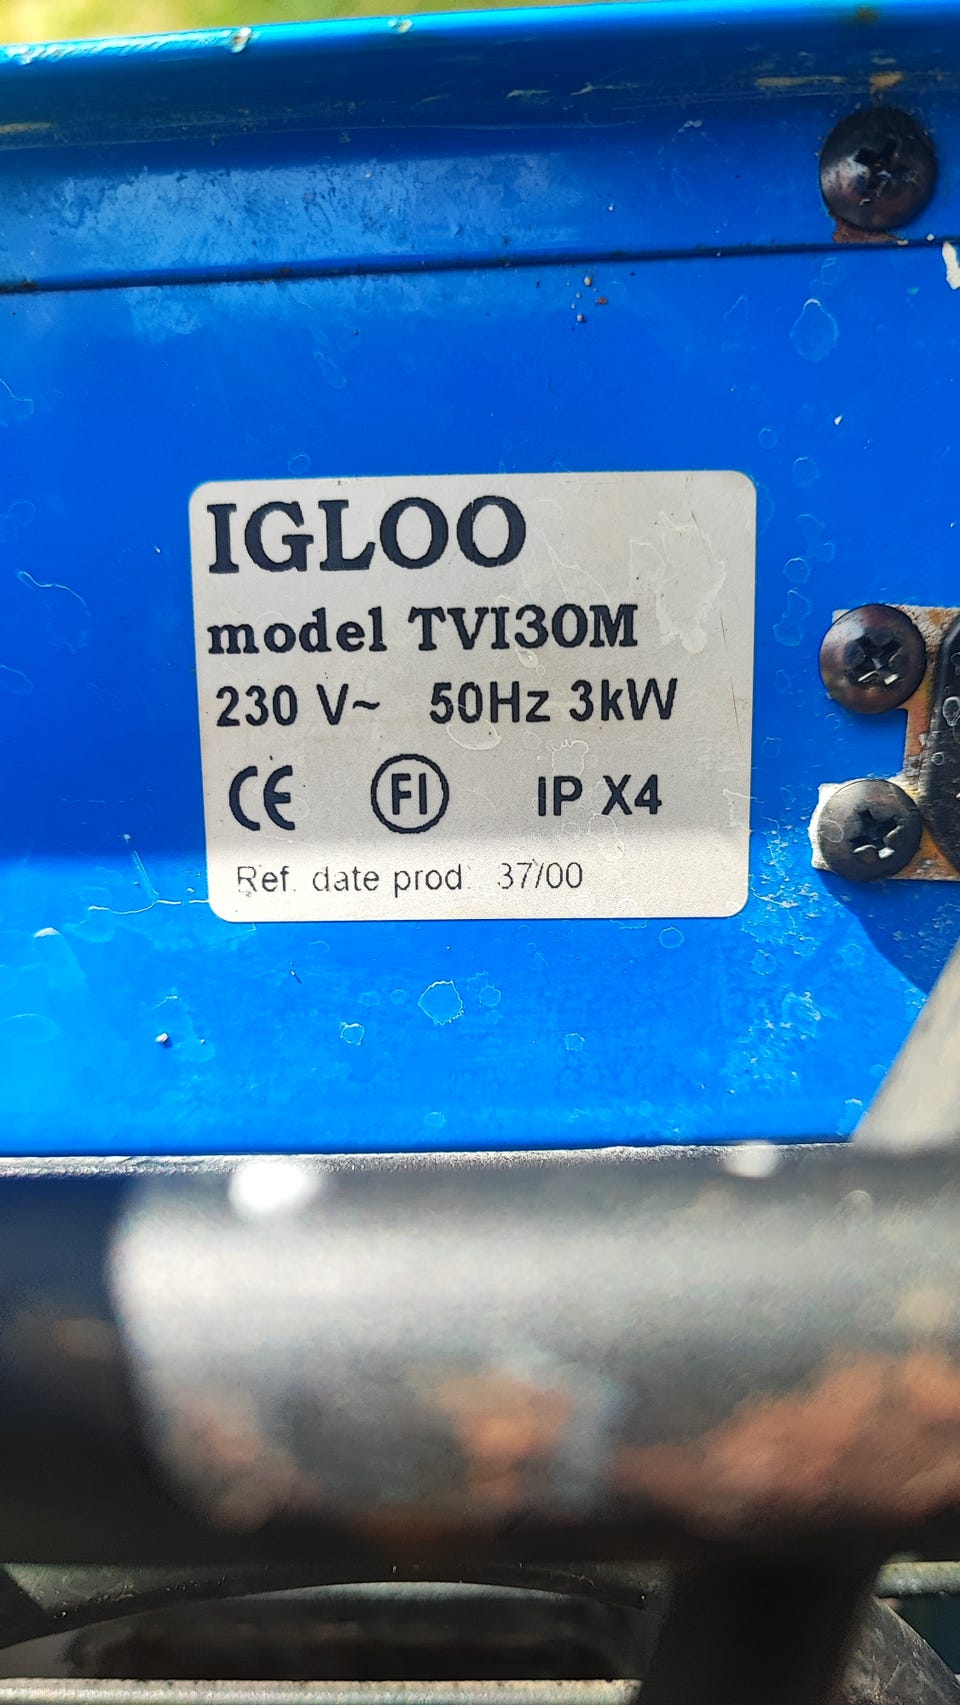 IGLOO
model TVI30M
230 V~ 50Hz 3kW
CE FI IP X4
Ref. date prod. 37/00